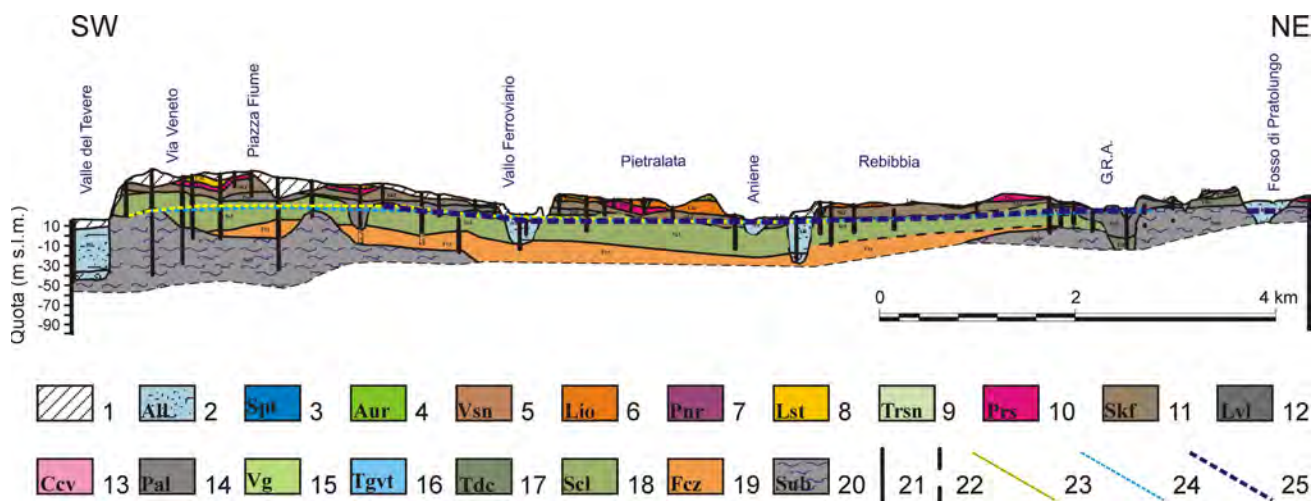 SW
NE
Valle del Tevere
Via Veneto
Piazza Fiume
Vallo Ferroviario
Pietralata
Aniene
Rebibbia
G.R.A.
Fosso di Pratolungo
Quota (m s.l.m.)
10
-10
-30
-50
-70
-90
0 2 4 km
1 All 2 Spt 3 Aur 4 Vsn 5 Lio 6 Pnr 7 Lst 8 Trsn 9 Prs 10 Skf 11 Lvl 12
Ccv 13 Pal 14 Vg 15 Tgvt 16 Tdc 17 Scl 18 Fcz 19 Sub 20 21 22 23 24 25